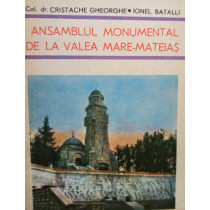 Col. dr. CRISTACHE GHEORGHE ▪ IONEL BATALLI
ANSAMBLUL MONUMENTAL
DE LA VALEA MARE-MATEIAȘ